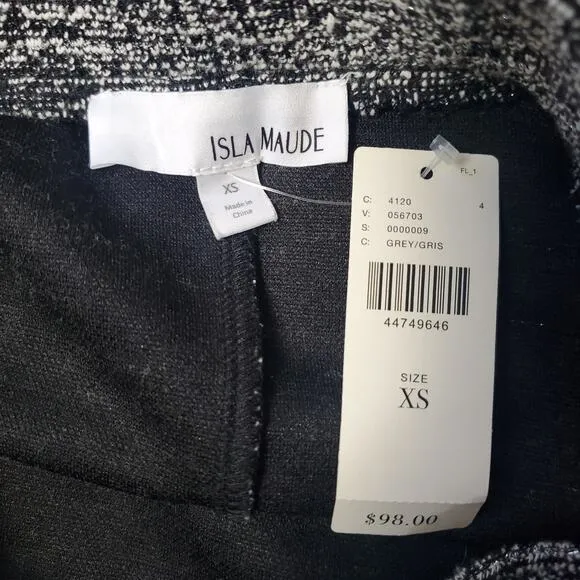 ISLA MAUDE
XS
Made in
China
FL_1
C: 4120 4
V: 056703
S: 0000009
C: GREY/GRIS
44749646
SIZE
XS
$98.00